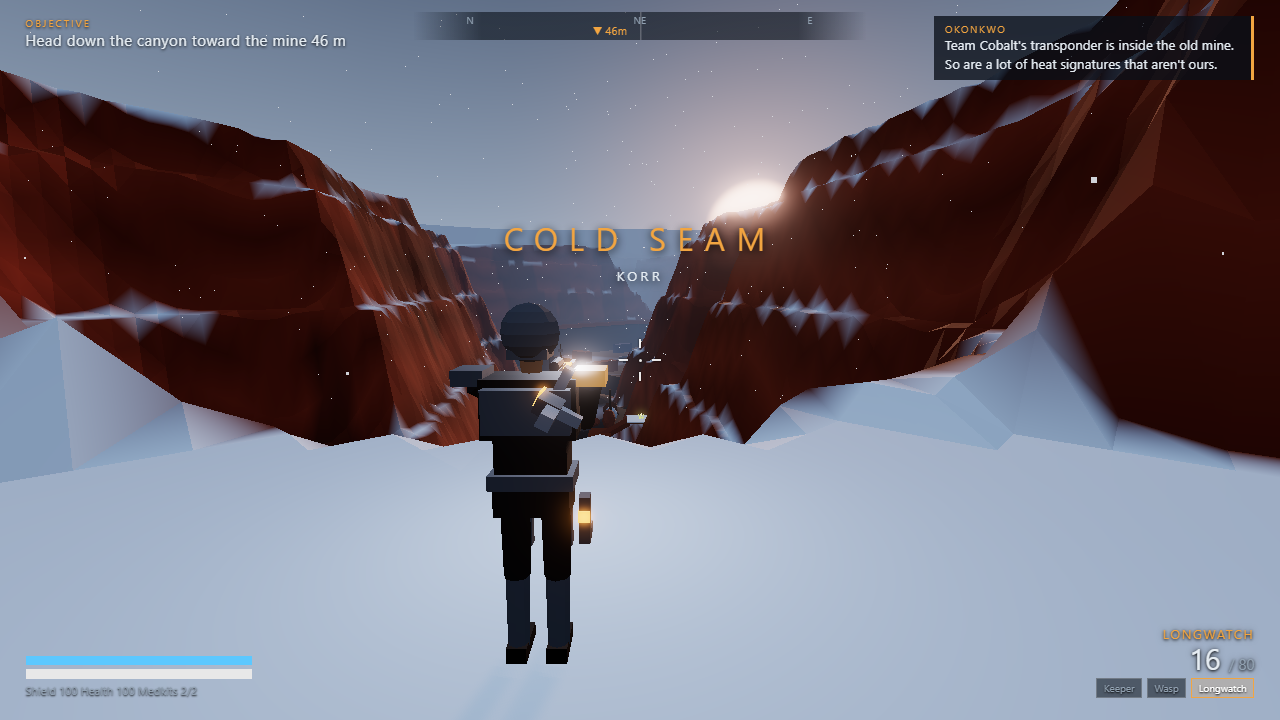 OBJECTIVE
Head down the canyon toward the mine 46 m
N
NE
E
46m
OKONKWO
Team Cobalt's transponder is inside the old mine.
So are a lot of heat signatures that aren't ours.
COLD SEAM
KORR
Shield 100 Health 100 Medkits 2/2
LONGWATCH
16 / 80
Keeper
Wasp
Longwatch